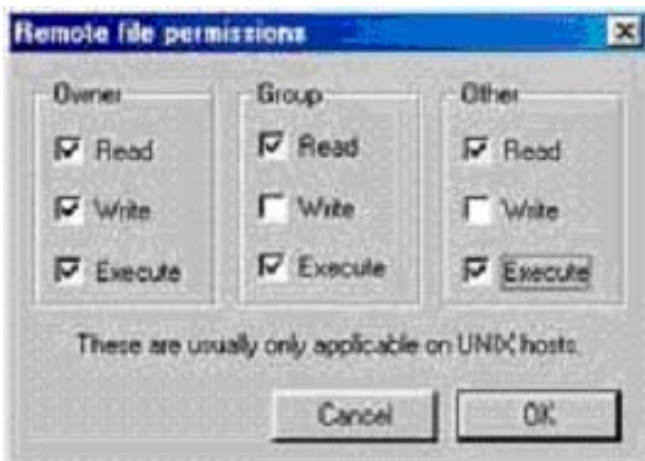 Remote file permissions
Owner Group Other
Read Read Read
Write Write Write
Execute Execute Execute
These are usually only applicable on UNIX hosts.
Cancel OK